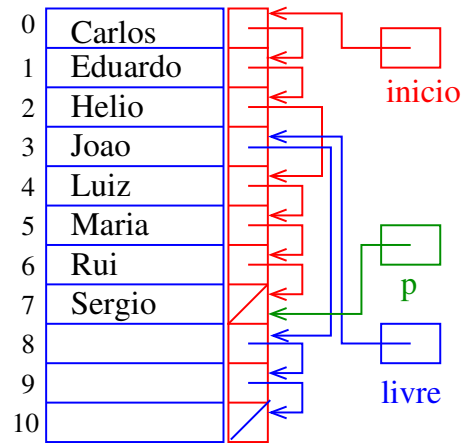 0 Carlos
1 Eduardo
inicio
2 Helio
3 Joao
4 Luiz
5 Maria
6 Rui
p
7 Sergio
8
9
livre
10